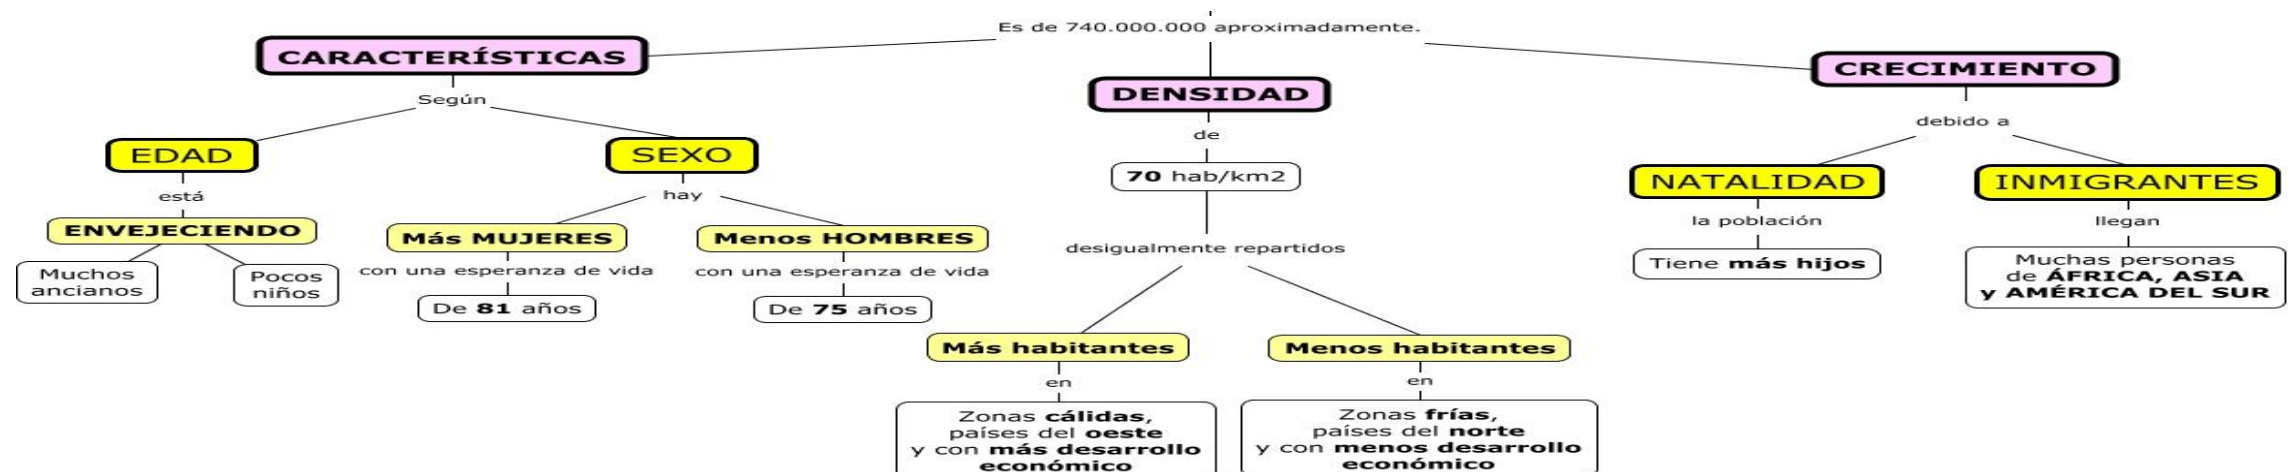 Es de 740.000.000 aproximadamente.
CARACTERÍSTICAS
Según
EDAD
está
ENVEJECIENDO
Muchos
ancianos
Pocos
niños
SEXO
hay
Más MUJERES
con una esperanza de vida
De 81 años
Menos HOMBRES
con una esperanza de vida
De 75 años
DENSIDAD
de
70 hab/km2
desigualmente repartidos
Más habitantes
en
Zonas cálidas,
países del oeste
y con más desarrollo
económico
Menos habitantes
en
Zonas frías,
países del norte
y con menos desarrollo
económico
CRECIMIENTO
debido a
NATALIDAD
la población
Tiene más hijos
INMIGRANTES
llegan
Muchas personas
de ÁFRICA, ASIA
y AMÉRICA DEL SUR